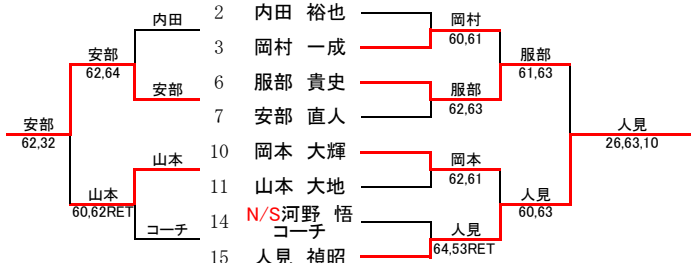 内田 2 内田 裕也 岡村
安部 3 岡村 一成 60,61 服部
62,64 61,63
安部 6 服部 貴史 服部
7 安部 直人 62,63
安部 人見
62,32 26,63,10
山本 10 岡本 大輝 岡本
11 山本 大地 62,61
山本 人見
60,62RET 60,63
コーチ 14 N/S河野 悟
コーチ 人見
15 人見 禎昭 64,53RET